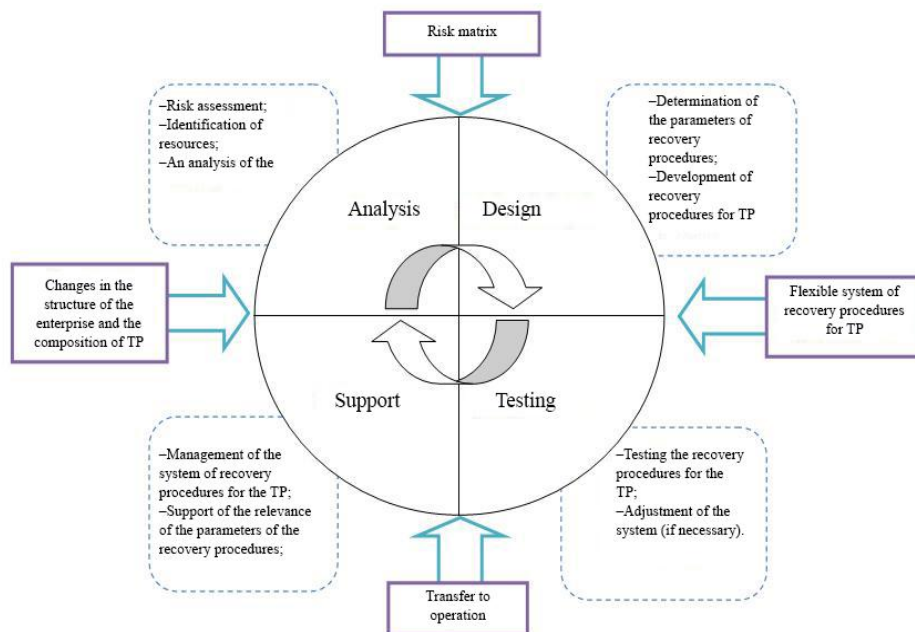 Risk matrix
–Risk assessment;
–Identification of
resources;
–An analysis of the
–Determination of
the parameters of
recovery
procedures;
–Development of
recovery
procedures for TP
Analysis
Design
Changes in the
structure of the
enterprise and the
composition of TP
Flexible system of
recovery procedures
for TP
Support
Testing
–Management of the
system of recovery
procedures for the TP;
–Support of the relevance
of the parameters of the
recovery procedures;
–Testing the recovery
procedures for the
TP;
–Adjustment of the
system (if necessary).
Transfer to
operation